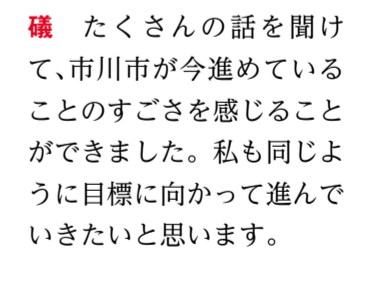 礒　たくさんの話を聞け
て、市川市が今進めている
ことのすごさを感じること
ができました。私も同じよ
うに目標に向かって進んで
いきたいと思います。